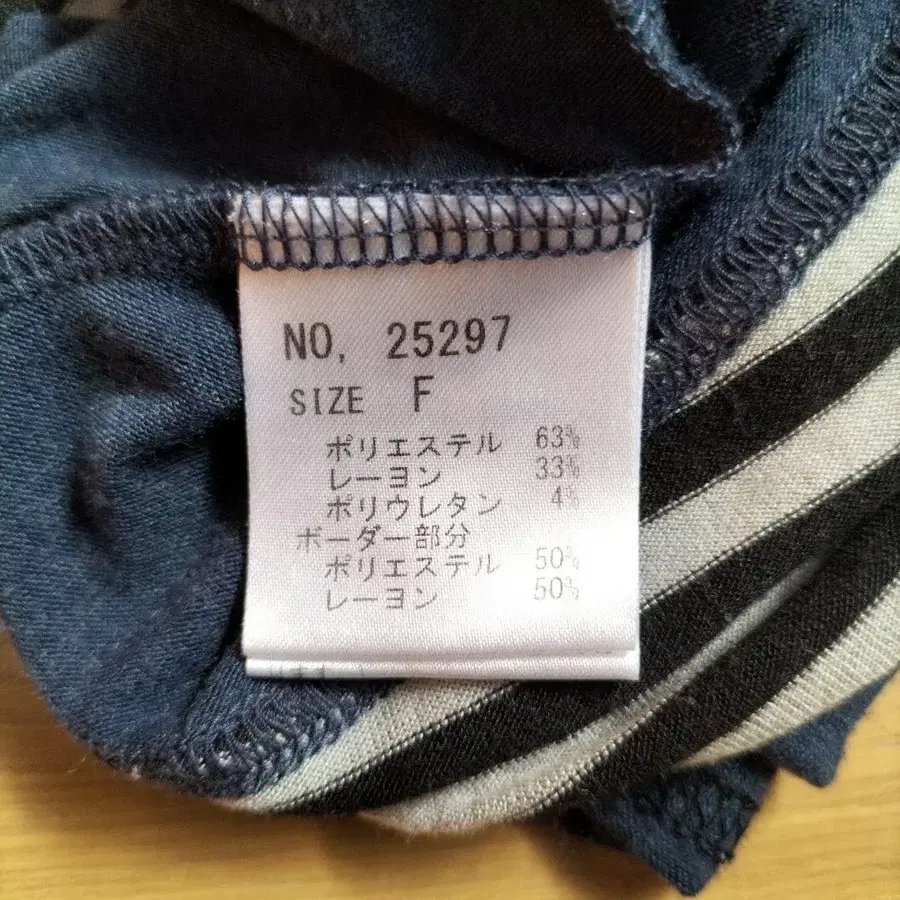 NO. 25297
SIZE F
ポリエステル 63%
レーヨン 33%
ポリウレタン 4%
ボーダー部分
ポリエステル 50%
レーヨン 50%